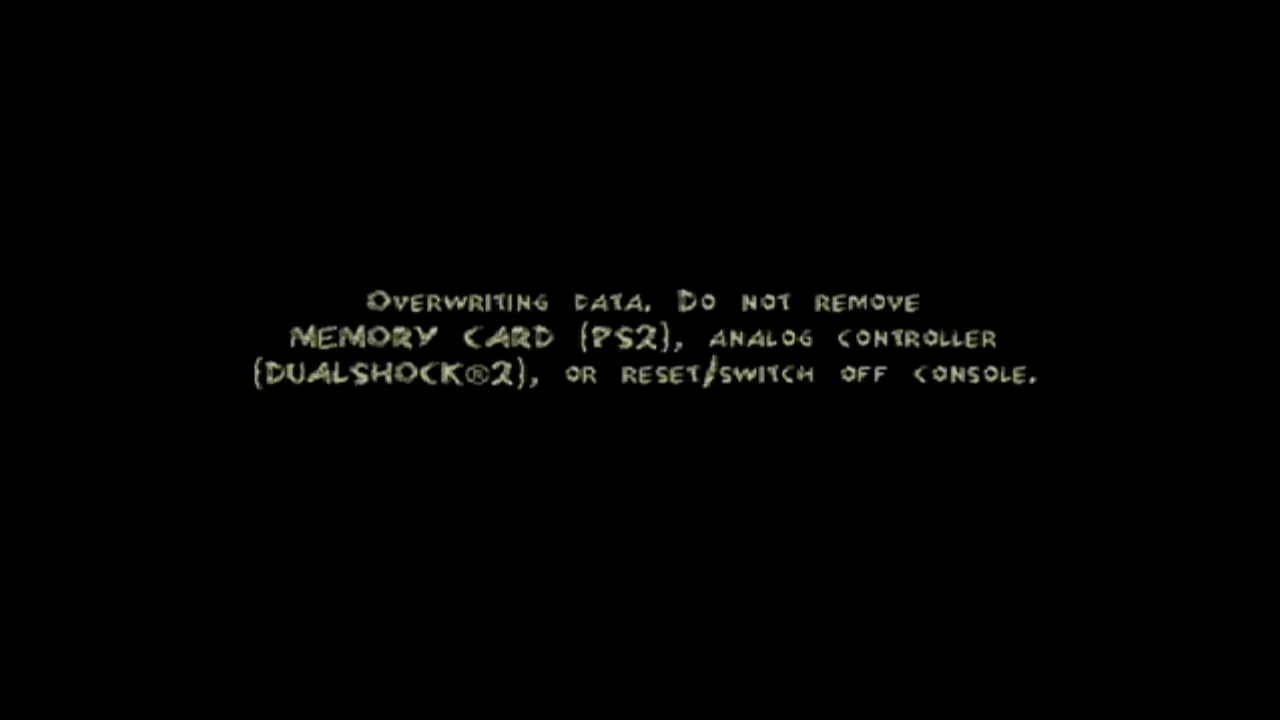 Overwriting data. Do not remove
MEMORY CARD (PS2), analog controller
(DUALSHOCK®2), or reset/switch off console.